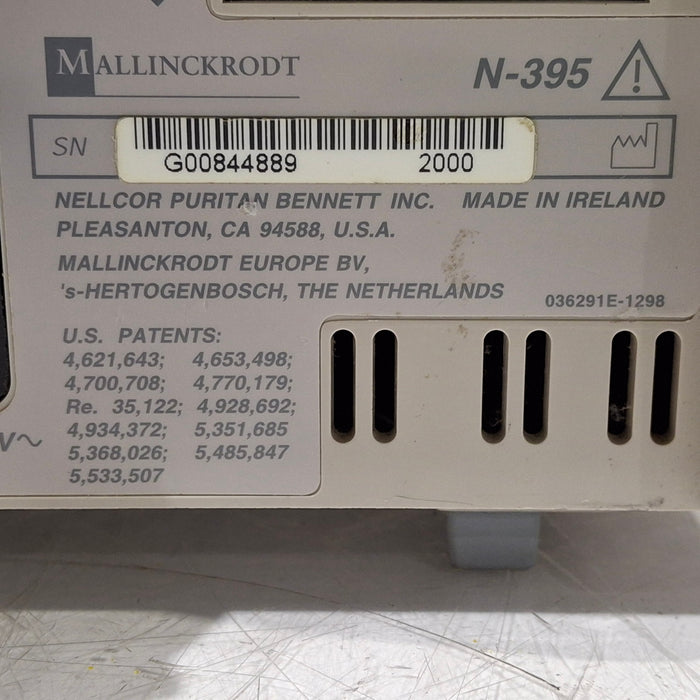 MALLINCKRODT N-395
SN G00844889 2000
NELLCOR PURITAN BENNETT INC. MADE IN IRELAND
PLEASANTON, CA 94588, U.S.A.
MALLINCKRODT EUROPE BV,
's-HERTOGENBOSCH, THE NETHERLANDS 036291E-1298
U.S. PATENTS:
4,621,643; 4,653,498;
4,700,708; 4,770,179;
Re. 35,122; 4,928,692;
4,934,372; 5,351,685
5,368,026; 5,485,847
5,533,507
V~